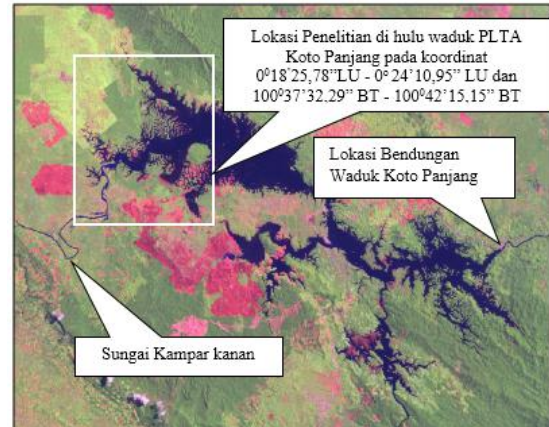 Lokasi Penelitian di hulu waduk PLTA
Koto Panjang pada koordinat
0⁰18’25,78”LU - 0⁰ 24’10,95” LU dan
100⁰37’32,29” BT - 100⁰42’15,15” BT
Lokasi Bendungan
Waduk Koto Panjang
Sungai Kampar kanan